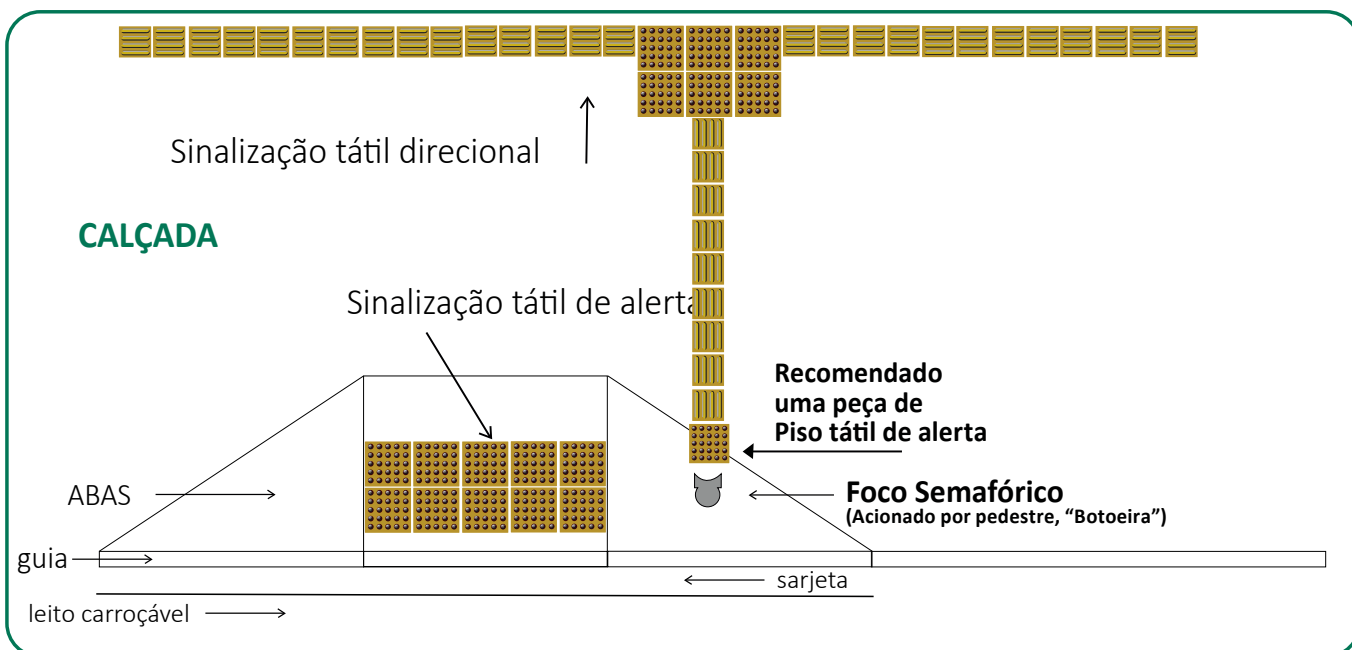 Sinalização tátil direcional
CALÇADA
Sinalização tátil de alerta
Recomendado
uma peça de
Piso tátil de alerta
ABAS
Foco Semafórico
(Acionado por pedestre, “Botoeira”)
guia
sarjeta
leito carroçável